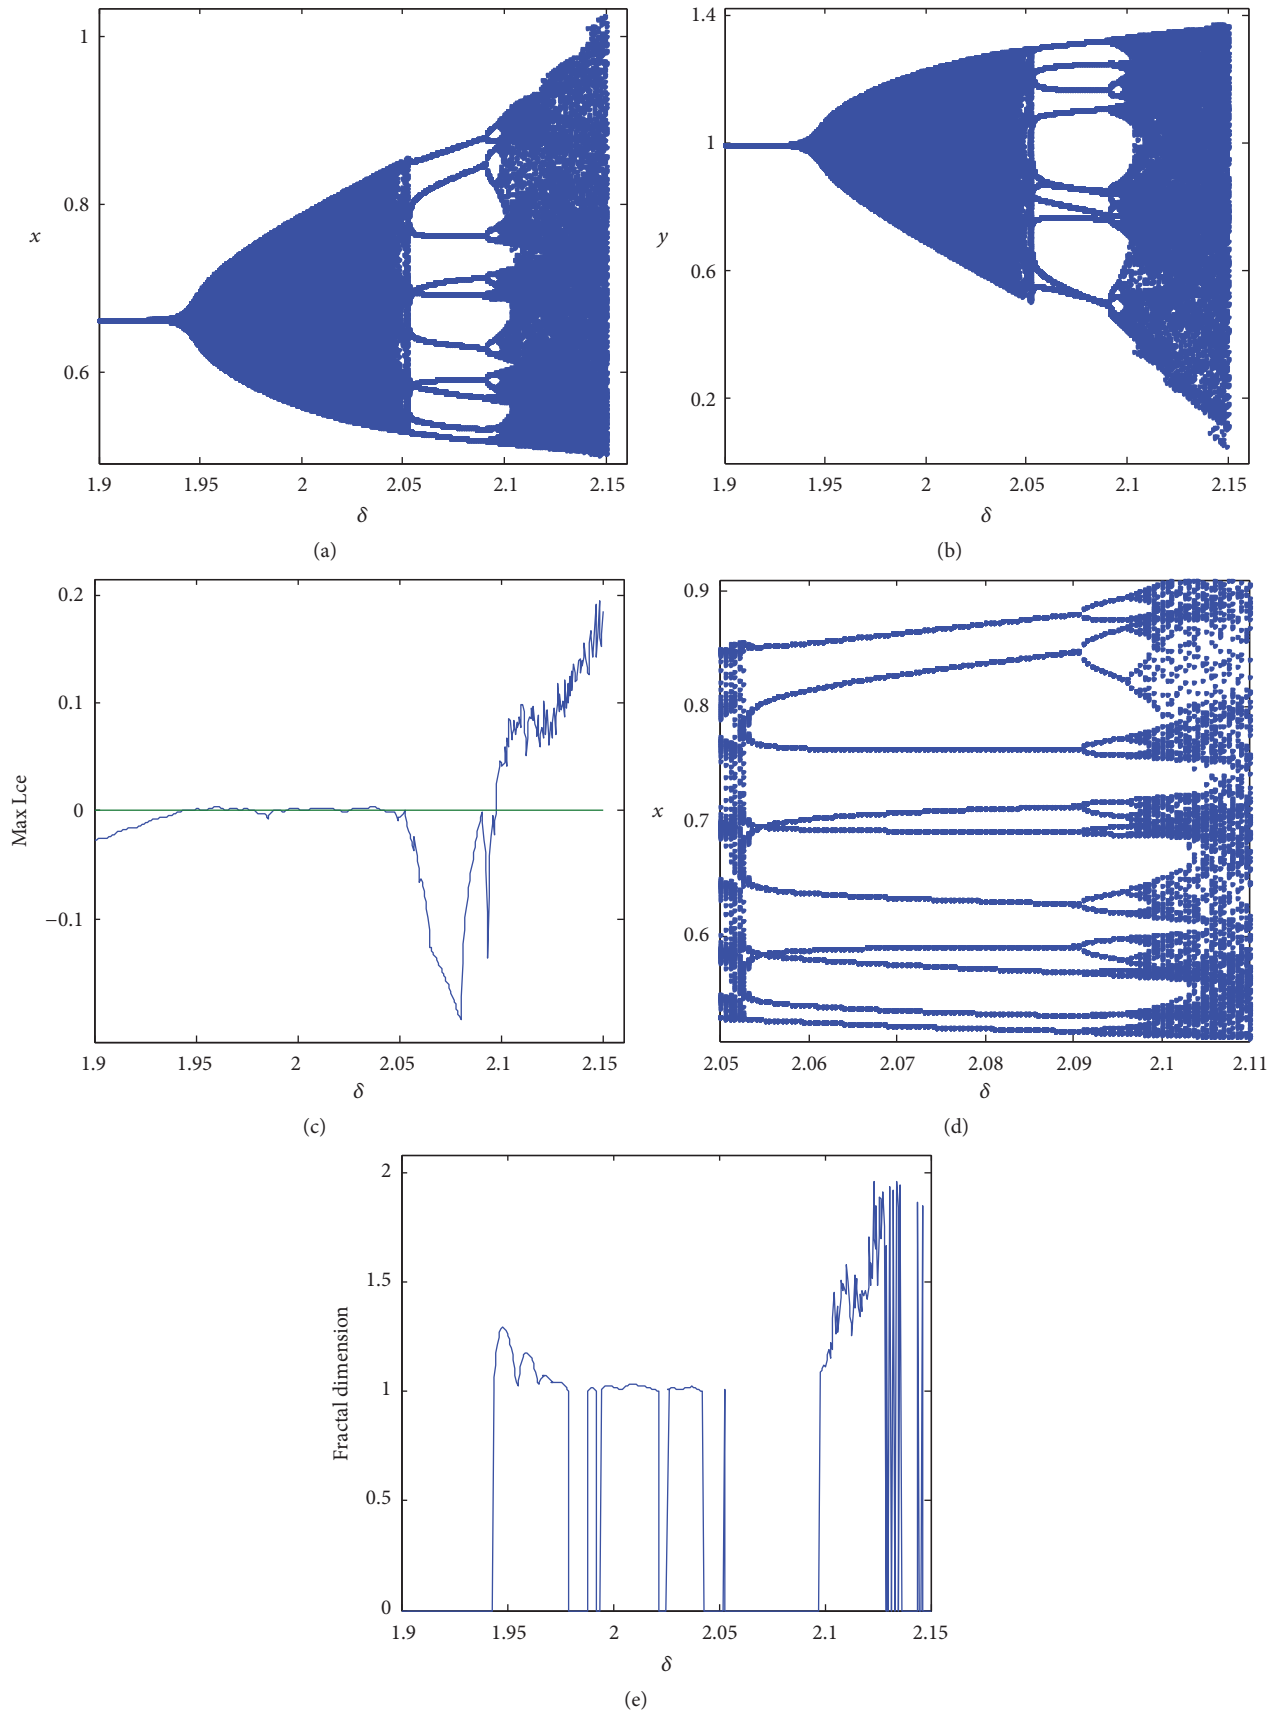 1
0.8
x
0.6
1.9 1.95 2 2.05 2.1 2.15
δ
(a)
1.4
1
y
0.6
0.2
1.9 1.95 2 2.05 2.1 2.15
δ
(b)
0.2
0.1
Max Lce
0
−0.1
1.9 1.95 2 2.05 2.1 2.15
δ
(c)
0.9
0.8
x
0.7
0.6
2.05 2.06 2.07 2.08 2.09 2.1 2.11
δ
(d)
2
1.5
Fractal dimension
1
0.5
0
1.9 1.95 2 2.05 2.1 2.15
δ
(e)